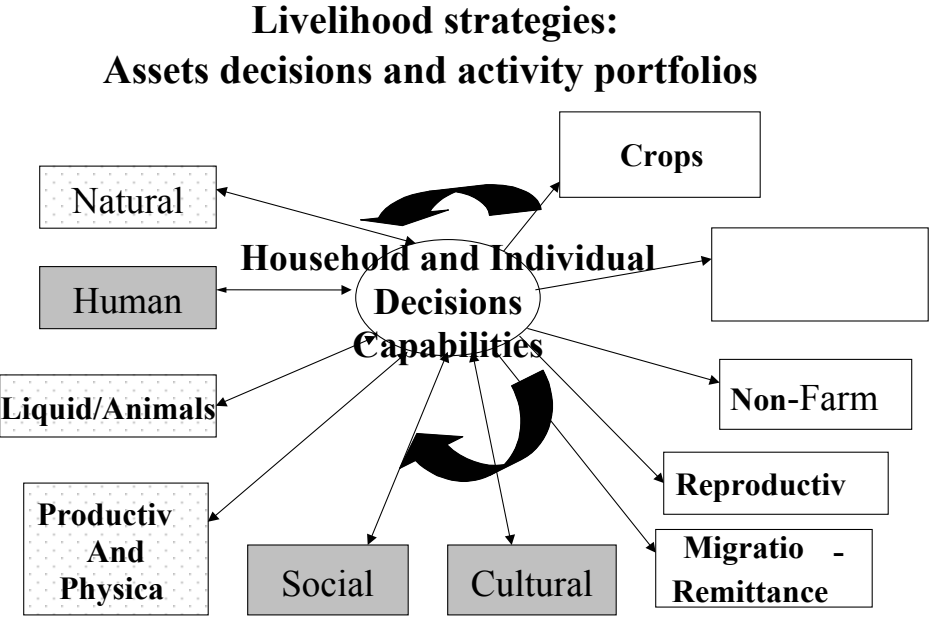 Livelihood strategies:
Assets decisions and activity portfolios
Crops
Natural
Household and Individual
Decisions
Capabilities
Human
Liquid/Animals
Non-Farm
Reproductiv
Productiv
And
Physica
Migratio -
Remittance
Social
Cultural